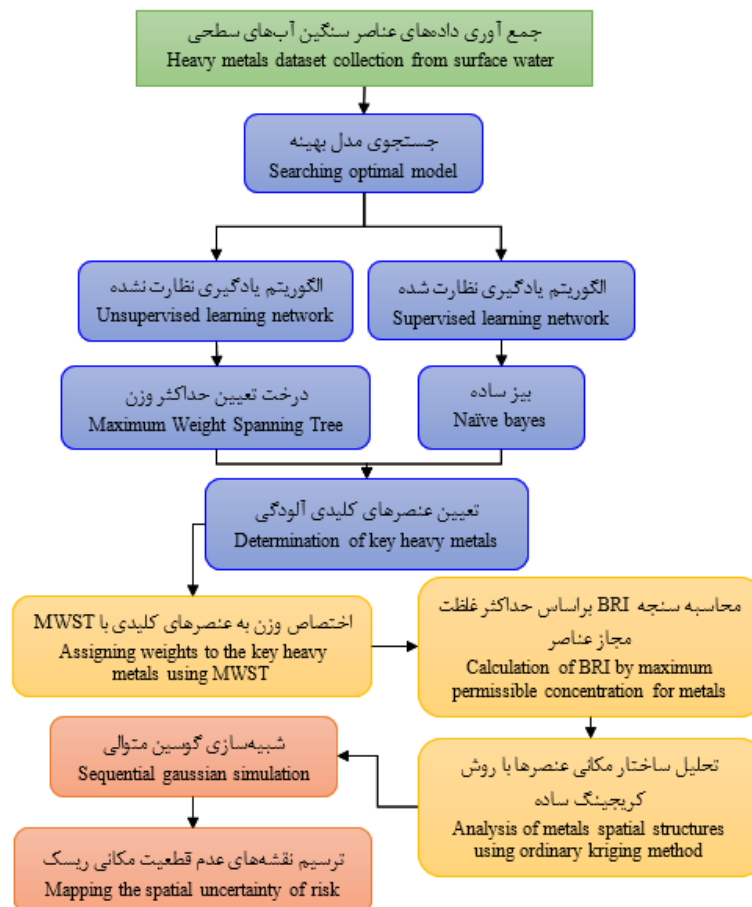 جمع آوری داده‌های عناصر سنگین آب‌های سطحی
Heavy metals dataset collection from surface water
جستجوی مدل بهینه
Searching optimal model
الگوریتم یادگیری نظارت نشده
Unsupervised learning network
الگوریتم یادگیری نظارت شده
Supervised learning network
درخت تعیین حداکثر وزن
Maximum Weight Spanning Tree
بیز ساده
Naïve bayes
تعیین عنصرهای کلیدی آلودگی
Determination of key heavy metals
اختصاص وزن به عنصرهای کلیدی با MWST
Assigning weights to the key heavy
metals using MWST
محاسبه سنجه BRI براساس حداکثر غلظت
مجاز عناصر
Calculation of BRI by maximum
permissible concentration for metals
تحلیل ساختار مکانی عنصرها با روش
کریجینگ ساده
Analysis of metals spatial structures
using ordinary kriging method
شبیه‌سازی گوسین متوالی
Sequential gaussian simulation
ترسیم نقشه‌های عدم قطعیت مکانی ریسک
Mapping the spatial uncertainty of risk